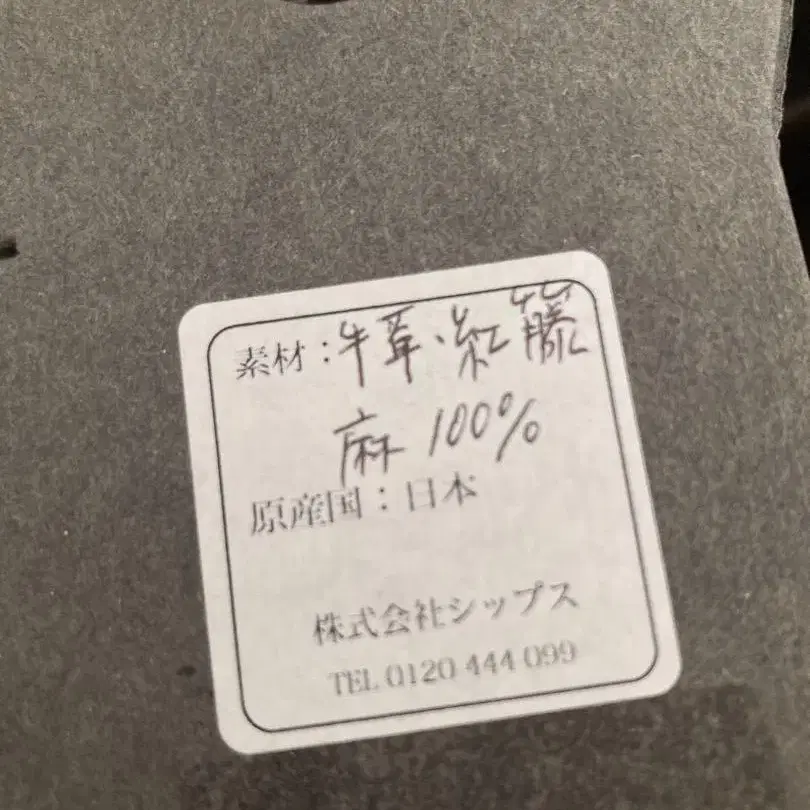 素材：牛革・紅籐
麻 100%
原産国：日本
株式会社シップス
TEL 0120 444 099